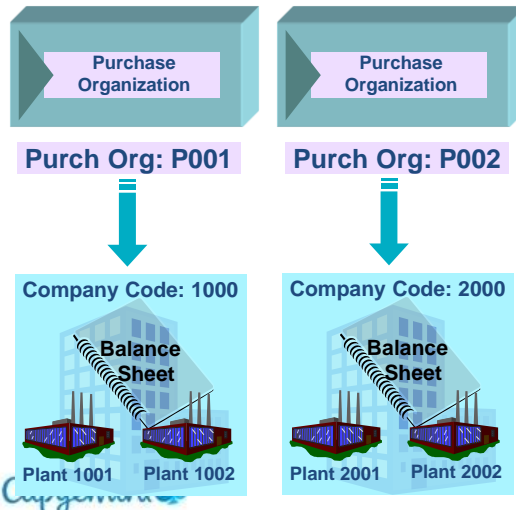 Purchase
Organization
Purchase
Organization
Purch Org: P001
Purch Org: P002
Company Code: 1000
Balance
Sheet
Plant 1001
Plant 1002
Company Code: 2000
Balance
Sheet
Plant 2001
Plant 2002
Capgemini